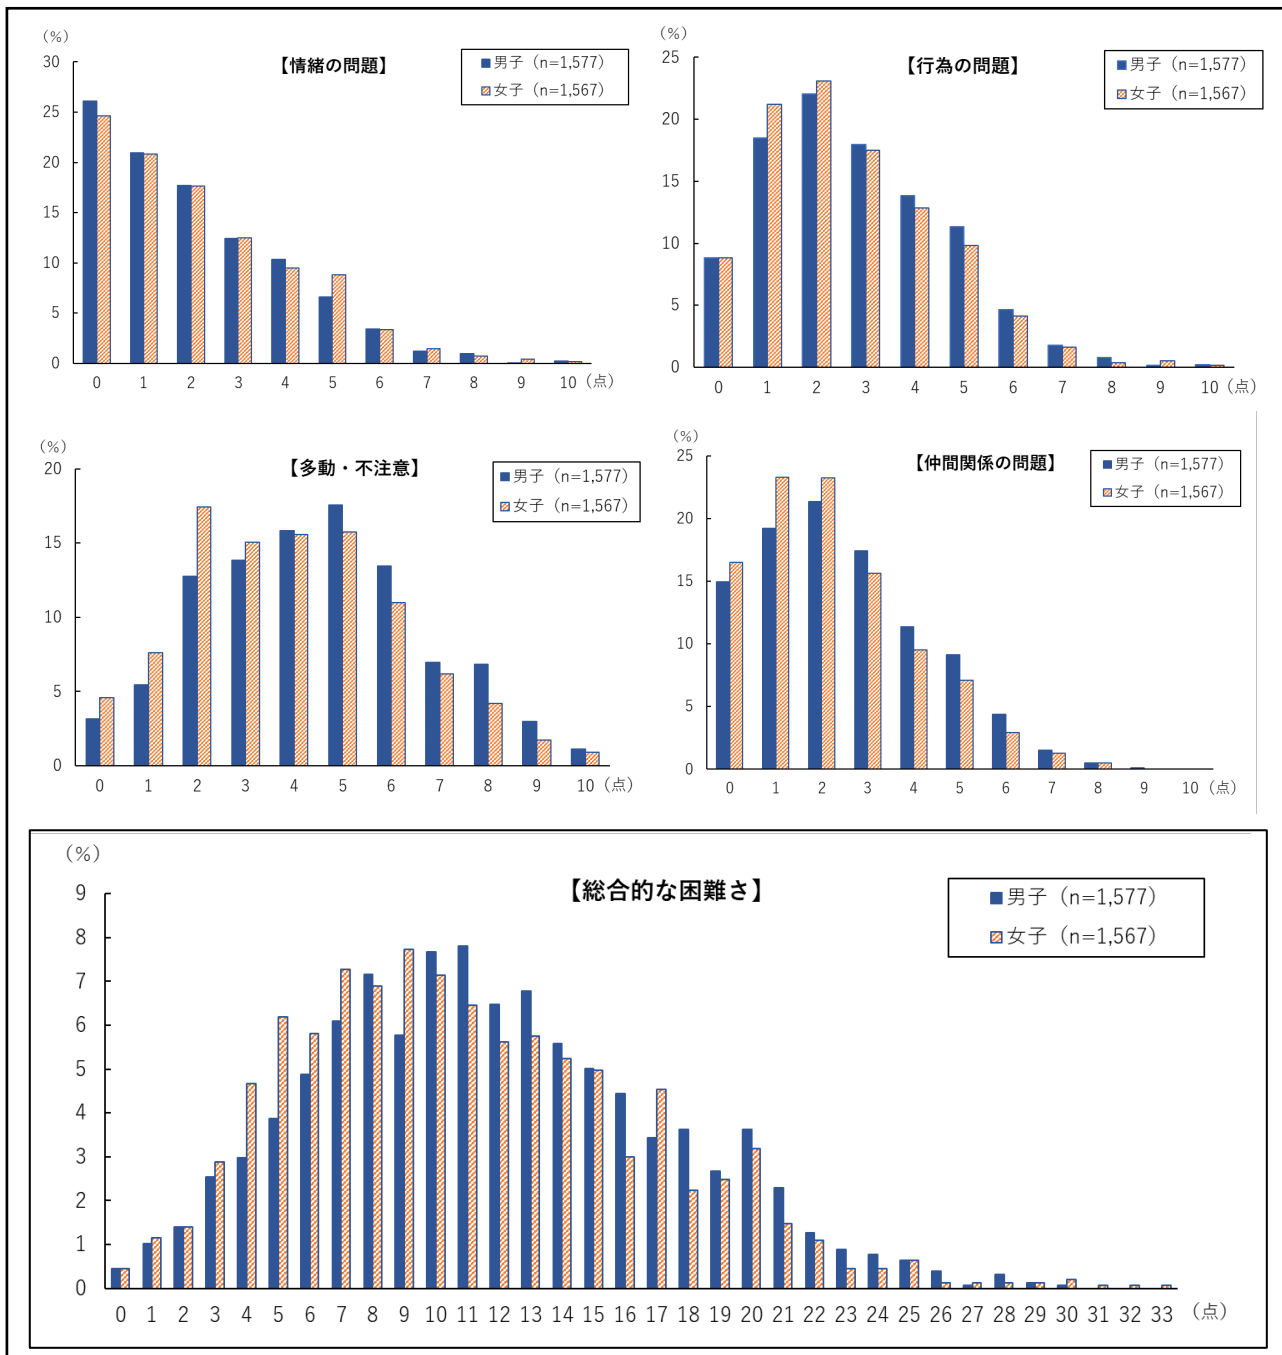 (%)
【情緒の問題】
男子（n=1,577）
女子（n=1,567）
30
25
20
15
10
5
0
0 1 2 3 4 5 6 7 8 9 10 （点）
(%)
【行為の問題】
男子（n=1,577）
女子（n=1,567）
25
20
15
10
5
0
0 1 2 3 4 5 6 7 8 9 10 （点）
(%)
【多動・不注意】
男子（n=1,577）
女子（n=1,567）
20
15
10
5
0
0 1 2 3 4 5 6 7 8 9 10 （点）
(%)
【仲間関係の問題】
男子（n=1,577）
女子（n=1,567）
25
20
15
10
5
0
0 1 2 3 4 5 6 7 8 9 10 （点）
(%)
【総合的な困難さ】
男子（n=1,577）
女子（n=1,567）
9
8
7
6
5
4
3
2
1
0
0 1 2 3 4 5 6 7 8 9 10 11 12 13 14 15 16 17 18 19 20 21 22 23 24 25 26 27 28 29 30 31 32 33 （点）